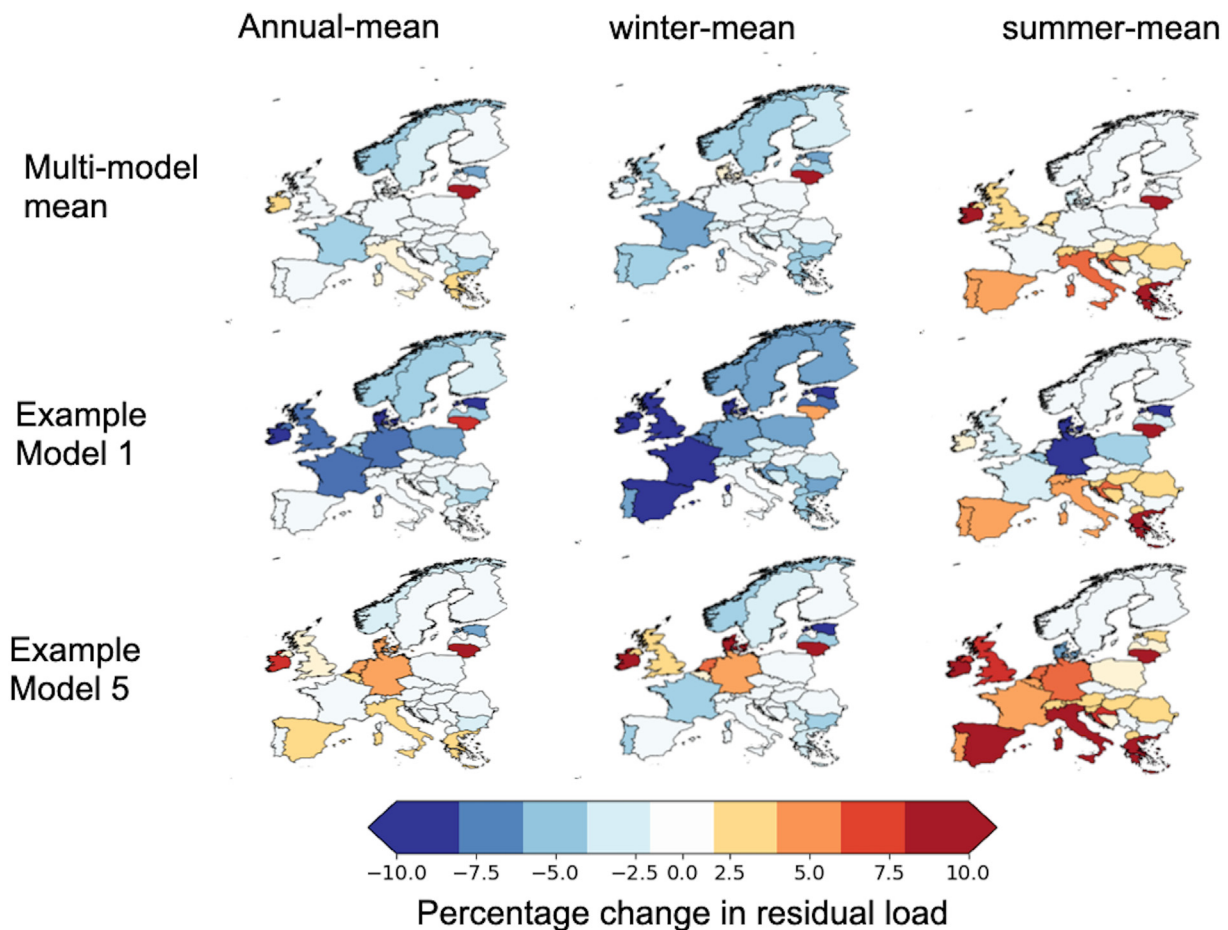 Annual-mean winter-mean summer-mean
Multi-model
mean
Example
Model 1
Example
Model 5
−10.0 −7.5 −5.0 −2.5 0.0 2.5 5.0 7.5 10.0
Percentage change in residual load